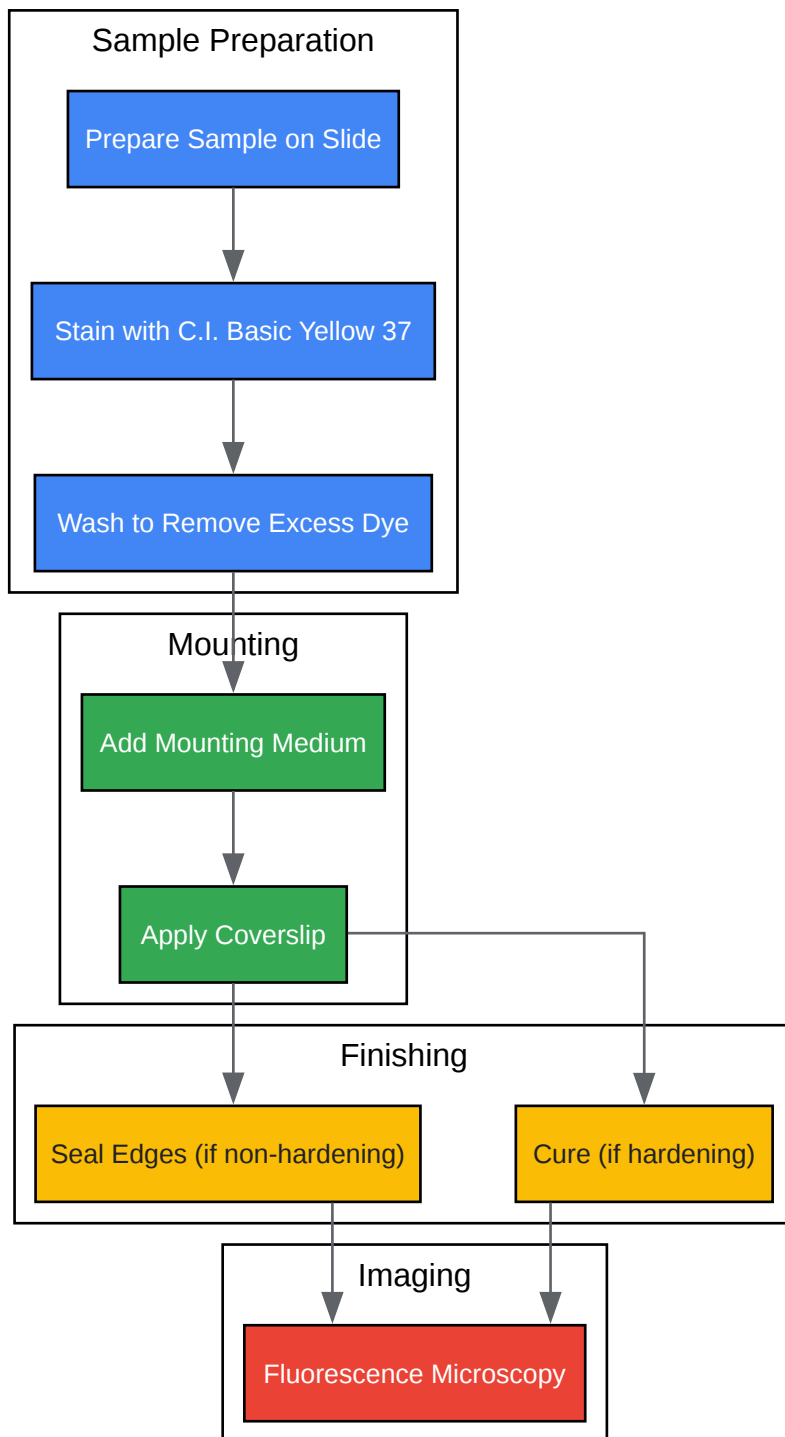 Sample Preparation
Prepare Sample on Slide
Stain with C.I. Basic Yellow 37
Wash to Remove Excess Dye
Mounting
Add Mounting Medium
Apply Coverslip
Finishing
Seal Edges (if non-hardening)
Cure (if hardening)
Imaging
Fluorescence Microscopy